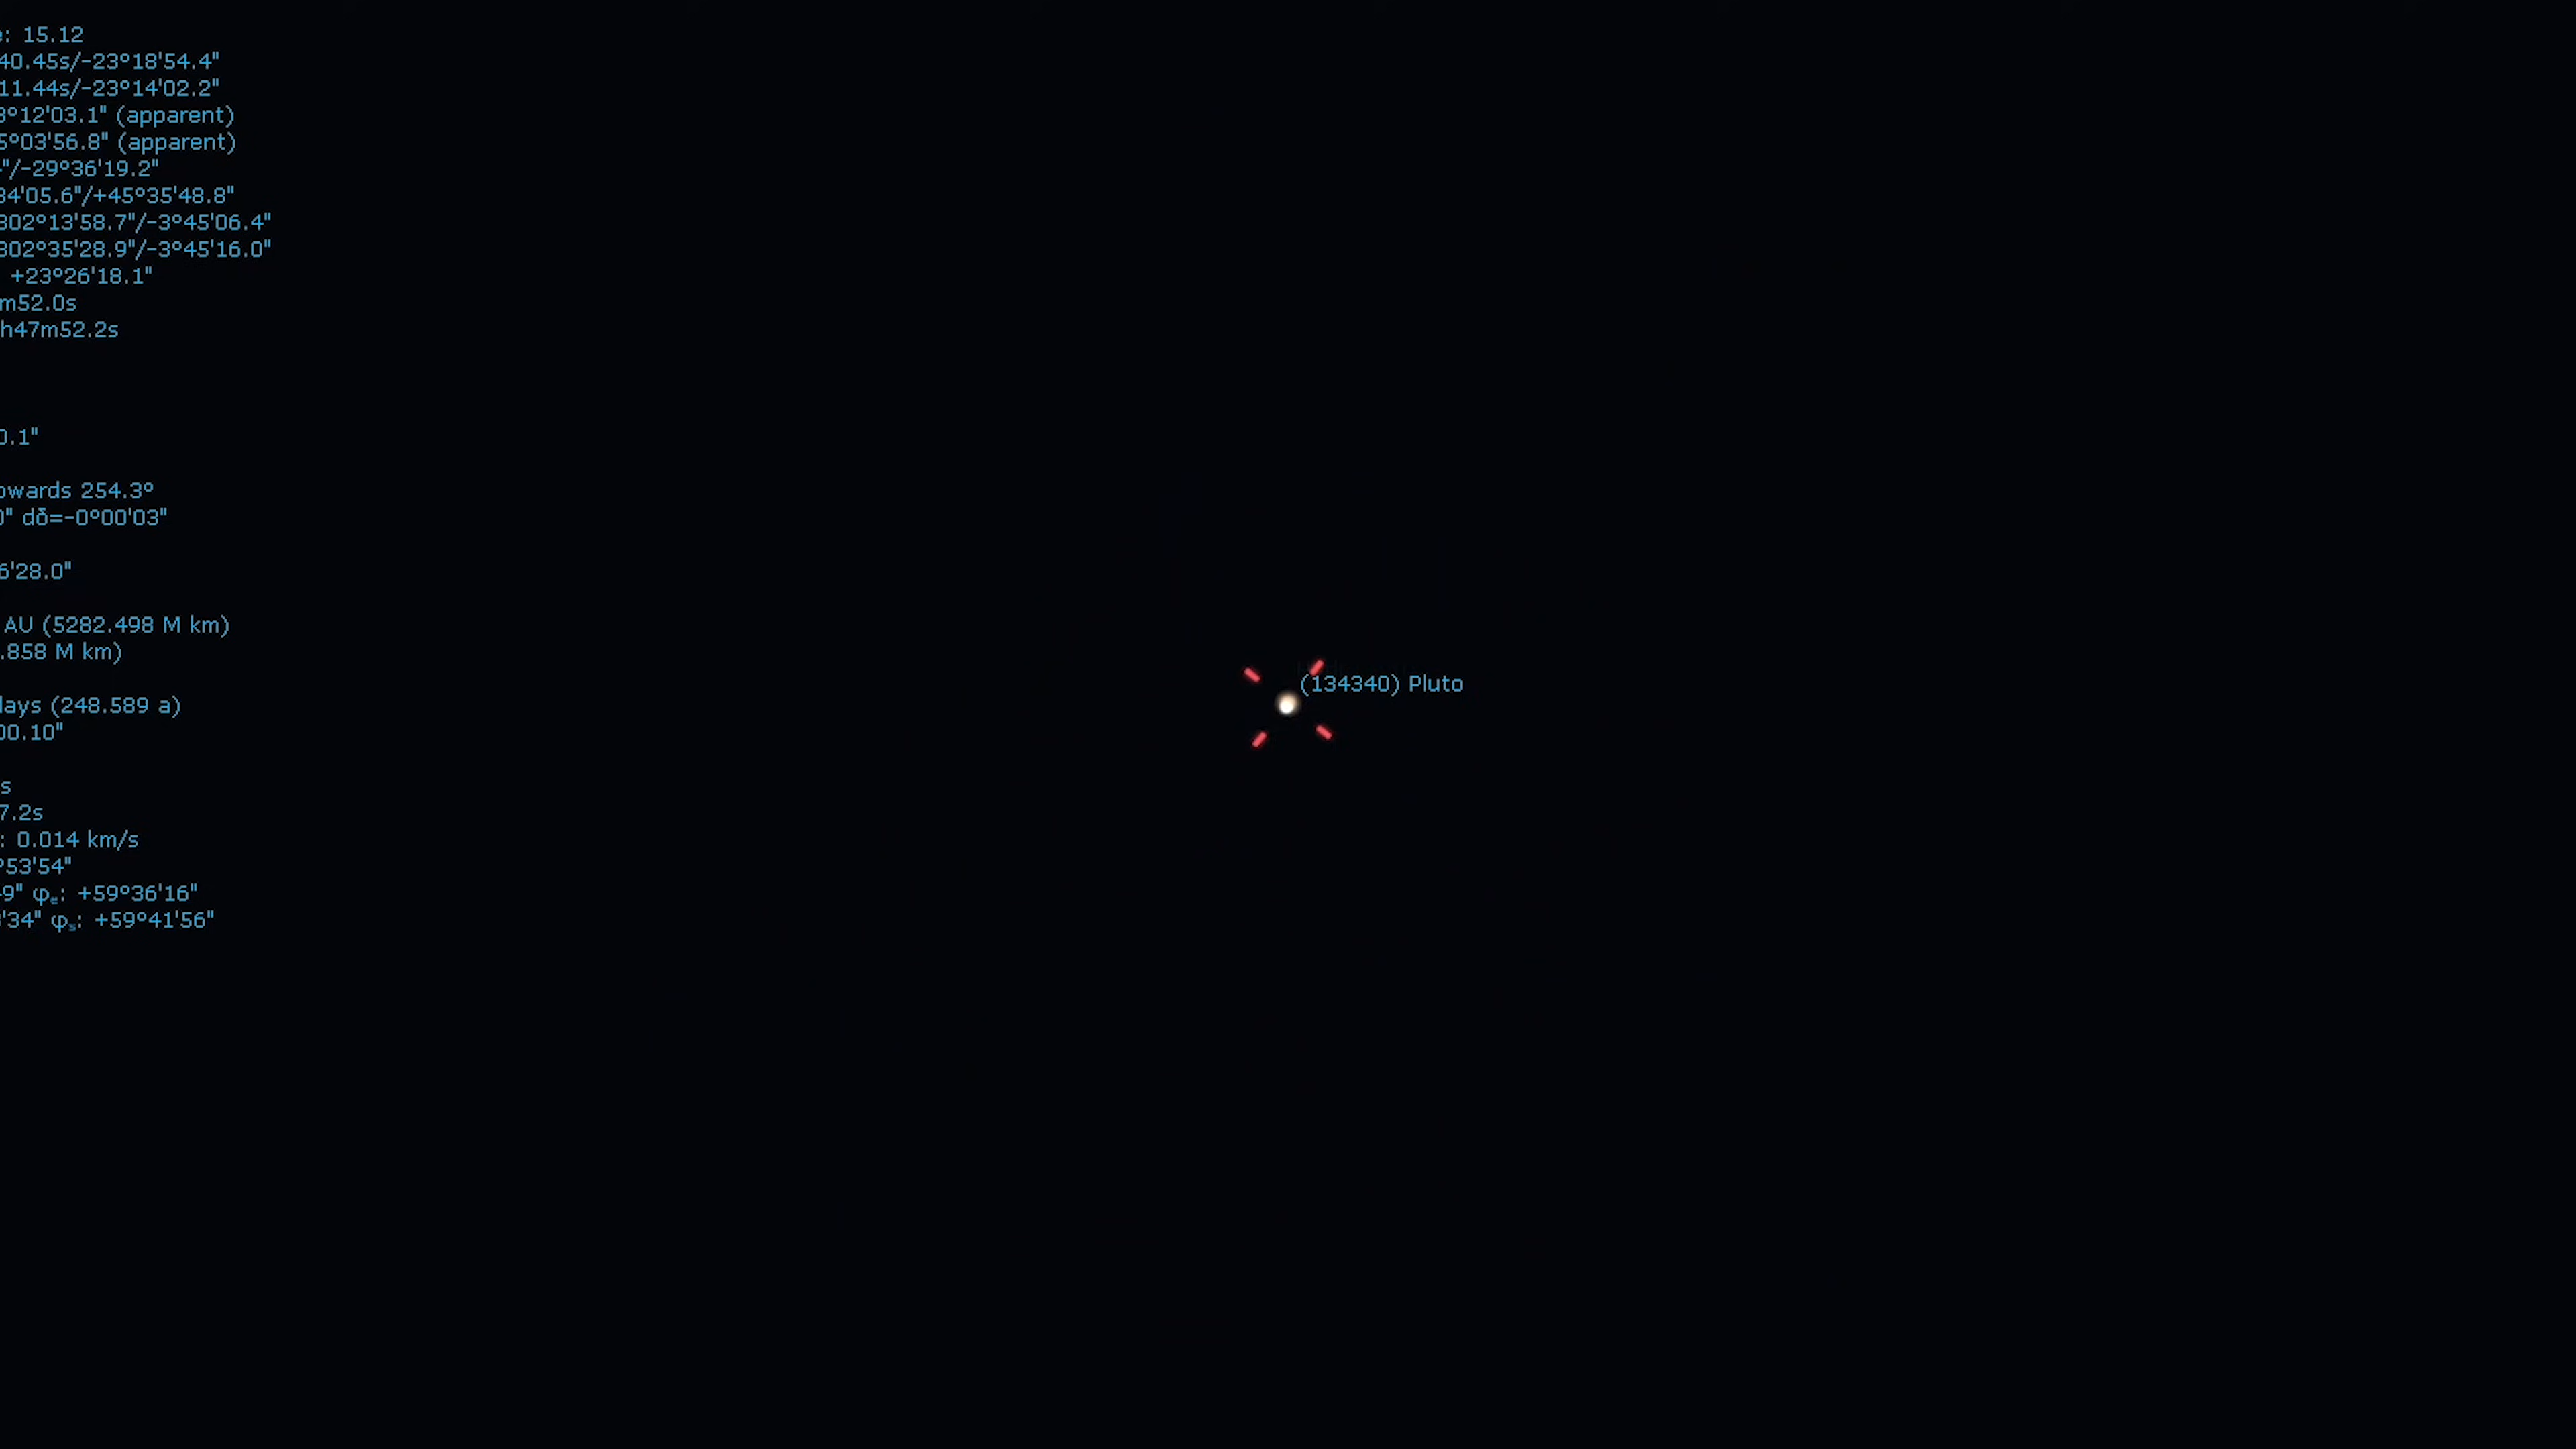 e: 15.12
40.45s/-23°18'54.4"
11.44s/-23°14'02.2"
3°12'03.1" (apparent)
5°03'56.8" (apparent)
"/-29°36'19.2"
34'05.6"/+45°35'48.8"
302°13'58.7"/-3°45'06.4"
302°35'28.9"/-3°45'16.0"
+23°26'18.1"
m52.0s
h47m52.2s
0.1"
owards 254.3°
0" dδ=-0°00'03"
6'28.0"
AU (5282.498 M km)
.858 M km)
(134340) Pluto
days (248.589 a)
00.10"
s
7.2s
: 0.014 km/s
°53'54"
9" φₑ: +59°36'16"
'34" φₛ: +59°41'56"